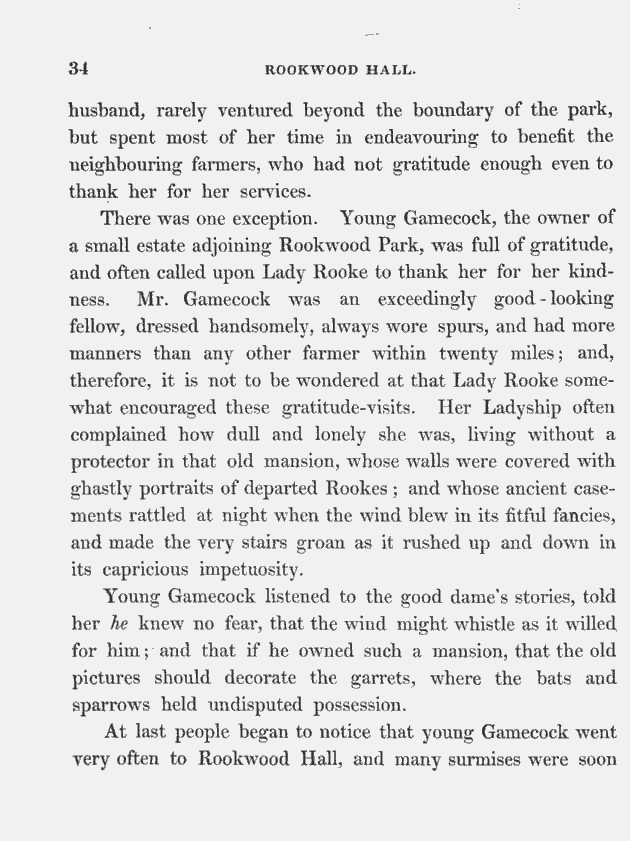 34 ROOKWOOD HALL.
husband, rarely ventured beyond the boundary of the park,
but spent most of her time in endeavouring to benefit the
neighbouring farmers, who had not gratitude enough even to
thank her for her services.
There was one exception. Young Gamecock, the owner of
a small estate adjoining Rookwood Park, was full of gratitude,
and often called upon Lady Rooke to thank her for her kind-
ness. Mr. Gamecock was an exceedingly good-looking
fellow, dressed handsomely, always wore spurs, and had more
manners than any other farmer within twenty miles; and,
therefore, it is not to be wondered at that Lady Rooke some-
what encouraged these gratitude-visits. Her Ladyship often
complained how dull and lonely she was, living without a
protector in that old mansion, whose walls were covered with
ghastly portraits of departed Rookes; and whose ancient case-
ments rattled at night when the wind blew in its fitful fancies,
and made the very stairs groan as it rushed up and down in
its capricious impetuosity.
Young Gamecock listened to the good dame's stories, told
her he knew no fear, that the wind might whistle as it willed
for him; and that if he owned such a mansion, that the old
pictures should decorate the garrets, where the bats and
sparrows held undisputed possession.
At last people began to notice that young Gamecock went
very often to Rookwood Hall, and many surmises were soon